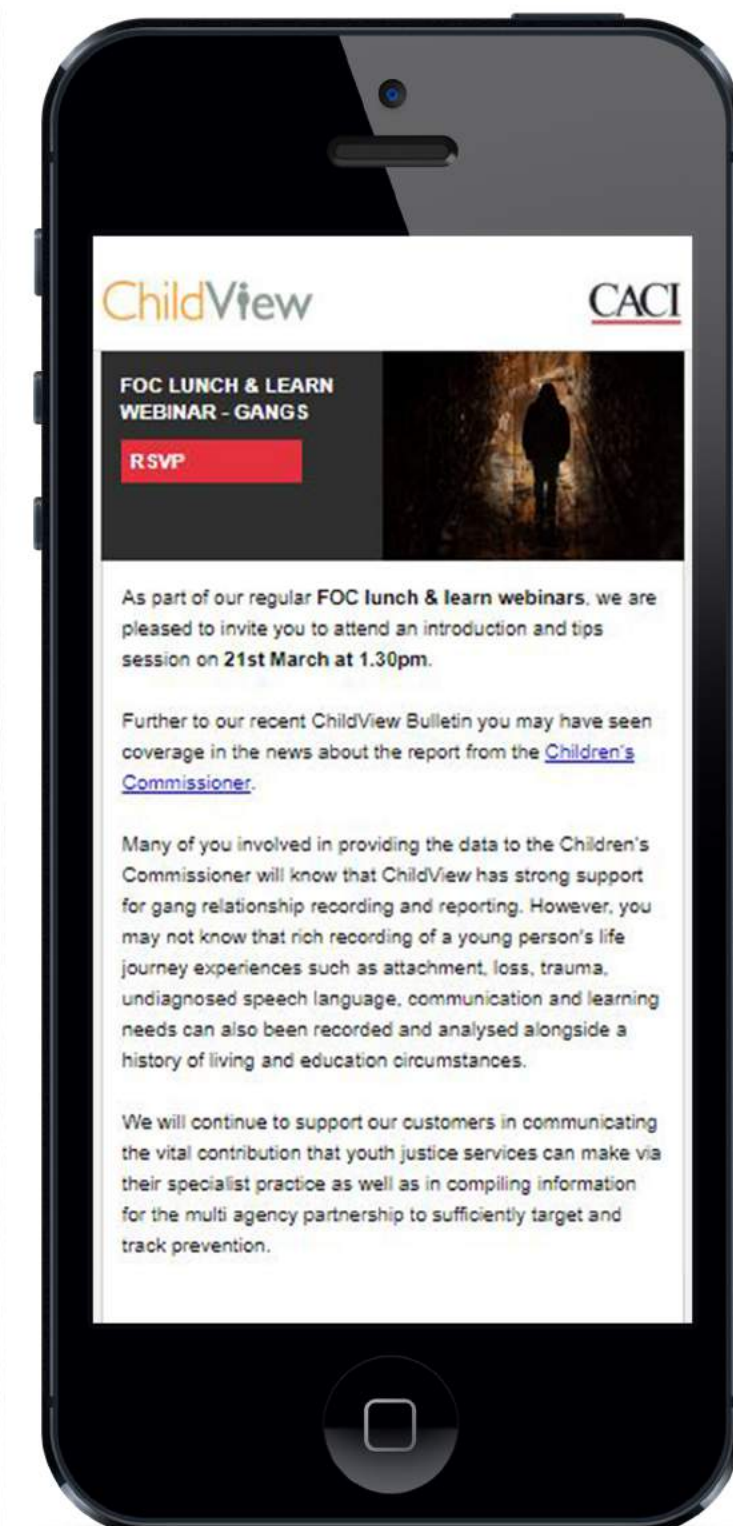 ChildView
CACI
FOC LUNCH & LEARN
WEBINAR - GANGS
RSVP
As part of our regular FOC lunch & learn webinars, we are
pleased to invite you to attend an introduction and tips
session on 21st March at 1.30pm.
Further to our recent ChildView Bulletin you may have seen
coverage in the news about the report from the Children's
Commissioner.
Many of you involved in providing the data to the Children's
Commissioner will know that ChildView has strong support
for gang relationship recording and reporting. However, you
may not know that rich recording of a young person's life
journey experiences such as attachment, loss, trauma,
undiagnosed speech language, communication and learning
needs can also been recorded and analysed alongside a
history of living and education circumstances.
We will continue to support our customers in communicating
the vital contribution that youth justice services can make via
their specialist practice as well as in compiling information
for the multi agency partnership to sufficiently target and
track prevention.